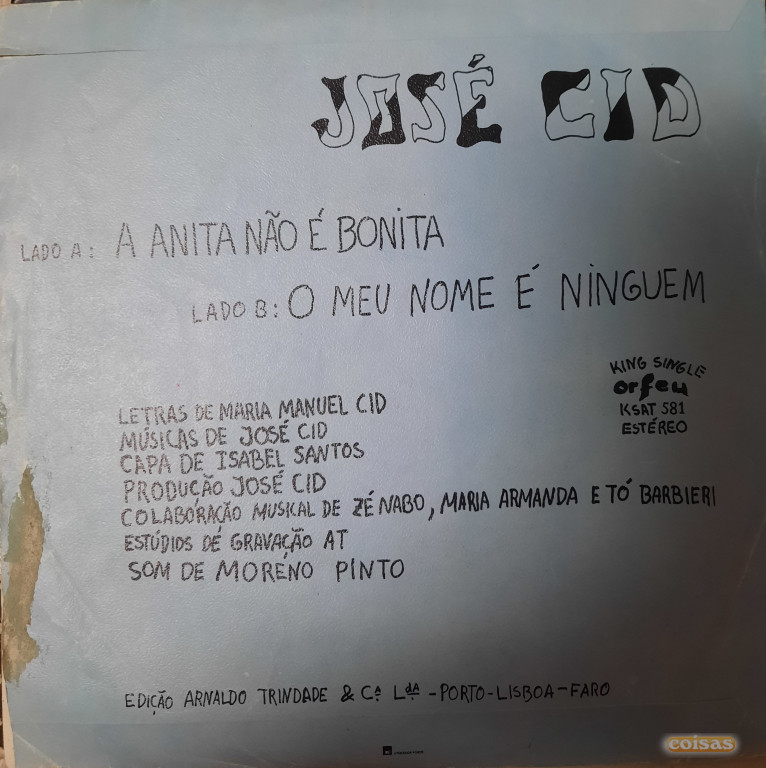 JOSÉ CID
LADO A: A ANITA NÃO É BONITA
LADO B: O MEU NOME É NINGUEM
KING SINGLE
orfeu
KSAT 581
ESTÉREO
LETRAS DE MARIA MANUEL CID
MÚSICAS DE JOSÉ CID
CAPA DE ISABEL SANTOS
PRODUCÃO JOSÉ CID
COLABORAÇÃO MUSICAL DE ZÉ NABO, MARIA ARMANDA E TÓ BARBIERI
ESTÚDIOS DE GRAVAÇÃO AT
SOM DE MORENO PINTO
EDIÇÃO ARNALDO TRINDADE & Cª Lda - PORTO - LISBOA - FARO
coisas